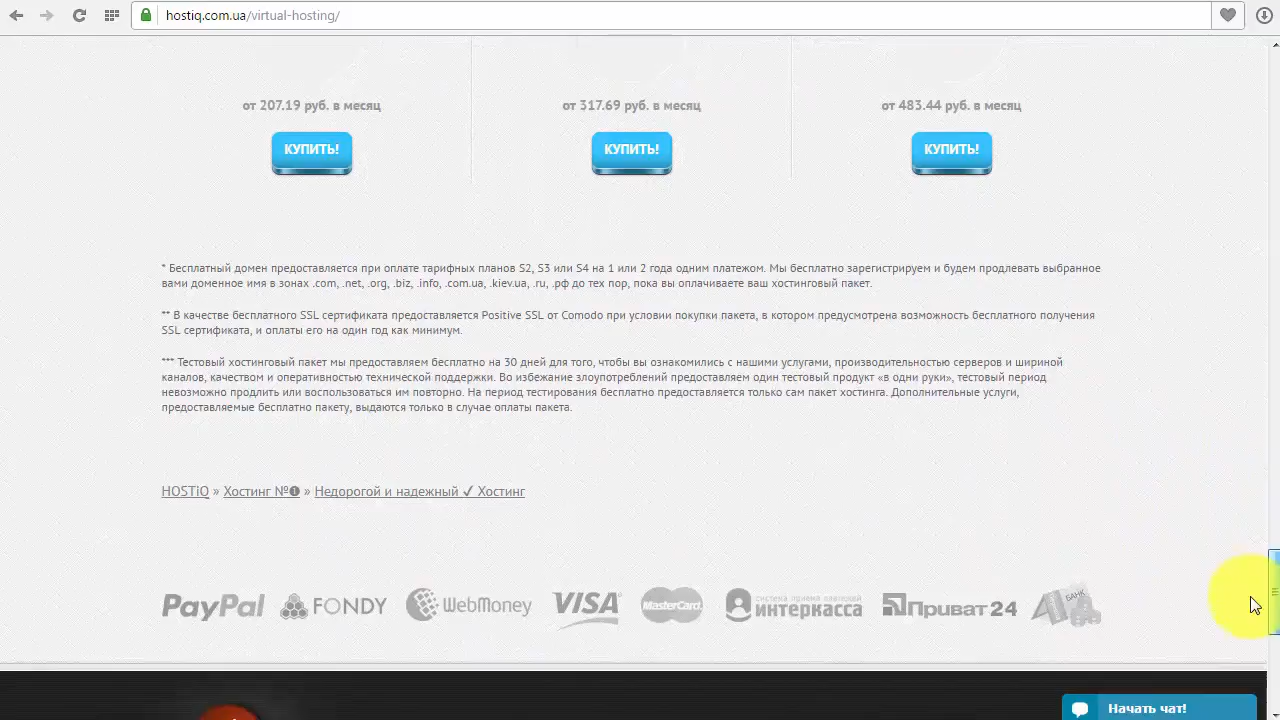 hostiq.com.ua/virtual-hosting/
от 207.19 руб. в месяц от 317.69 руб. в месяц от 483.44 руб. в месяц
КУПИТЬ! КУПИТЬ! КУПИТЬ!
* Бесплатный домен предоставляется при оплате тарифных планов S2, S3 или S4 на 1 или 2 года одним платежом. Мы бесплатно зарегистрируем и будем продлевать выбранное
вами доменное имя в зонах .com, .net, .org, .biz, .info, .com.ua, .kiev.ua, .ru, .рф до тех пор, пока вы оплачиваете ваш хостинговый пакет.
** В качестве бесплатного SSL сертификата предоставляется Positive SSL от Comodo при условии покупки пакета, в котором предусмотрена возможность бесплатного получения
SSL сертификата, и оплаты его на один год как минимум.
*** Тестовый хостинговый пакет мы предоставляем бесплатно на 30 дней для того, чтобы вы ознакомились с нашими услугами, производительностью серверов и шириной
каналов, качеством и оперативностью технической поддержки. Во избежание злоупотреблений предоставляем один тестовый продукт «в одни руки», тестовый период
невозможно продлить или воспользоваться им повторно. На период тестирования бесплатно предоставляется только сам пакет хостинга. Дополнительные услуги,
предоставляемые бесплатно пакету, выдаются только в случае оплаты пакета.
HOSTiQ » Хостинг №❶ » Недорогой и надежный ✓ Хостинг
PayPal FONDY WebMoney VISA MasterCard система приема платежей интеркасса Приват 24 БАНК
Начать чат!